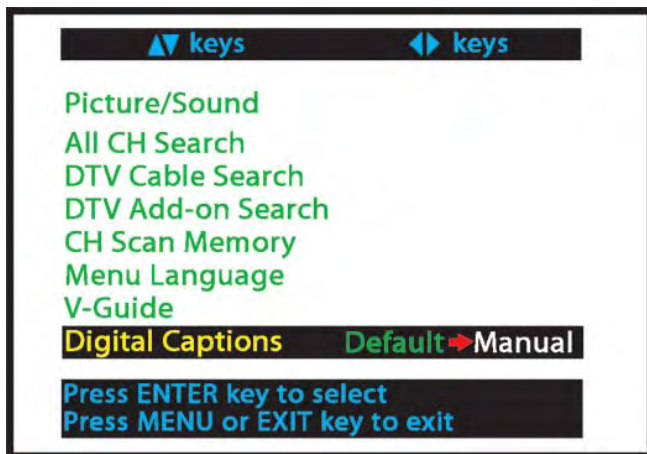 ▲▼ keys ◀▶ keys
Picture/Sound
All CH Search
DTV Cable Search
DTV Add-on Search
CH Scan Memory
Menu Language
V-Guide
Digital Captions Default➡Manual
Press ENTER key to select
Press MENU or EXIT key to exit